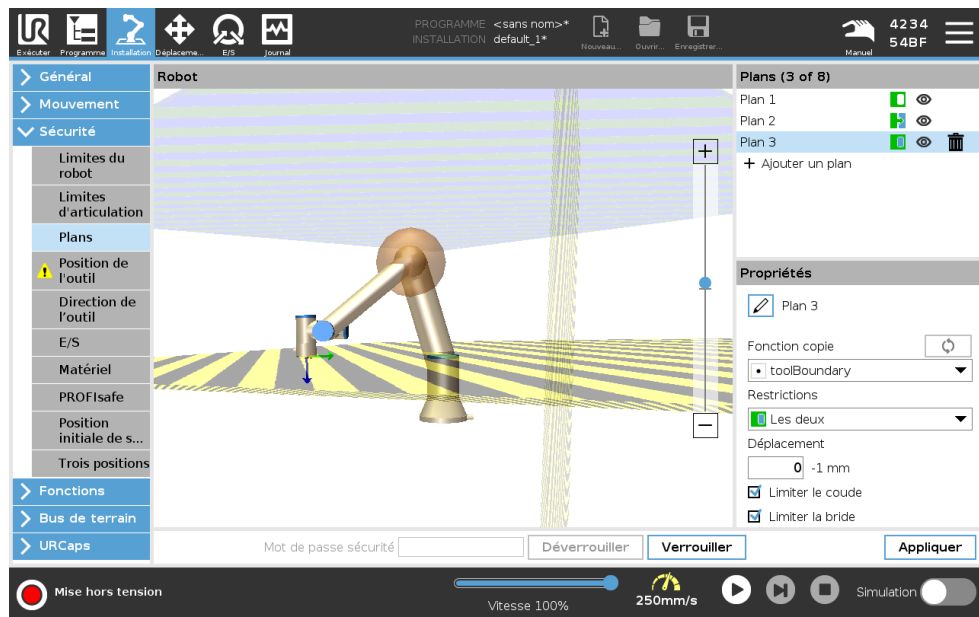 PROGRAMME <sans nom>*
INSTALLATION default_1*
Exécuter
Programme
Installation
Déplaceme...
E/S
Journal
Nouveau...
Ouvrir...
Enregistrer...
Manuel
4234
54BF
Général
Mouvement
Sécurité
Limites du
robot
Limites
d'articulation
Plans
Position de
l'outil
Direction de
l’outil
E/S
Matériel
PROFIsafe
Position
initiale de s...
Trois positions
Fonctions
Bus de terrain
URCaps
Robot
Plans (3 of 8)
Plan 1
Plan 2
Plan 3
+ Ajouter un plan
Propriétés
Plan 3
Fonction copie
toolBoundary
Restrictions
Les deux
Déplacement
0 -1 mm
Limiter le coude
Limiter la bride
Mot de passe sécurité
Déverrouiller
Verrouiller
Appliquer
Mise hors tension
Vitesse 100%
250mm/s
Simulation